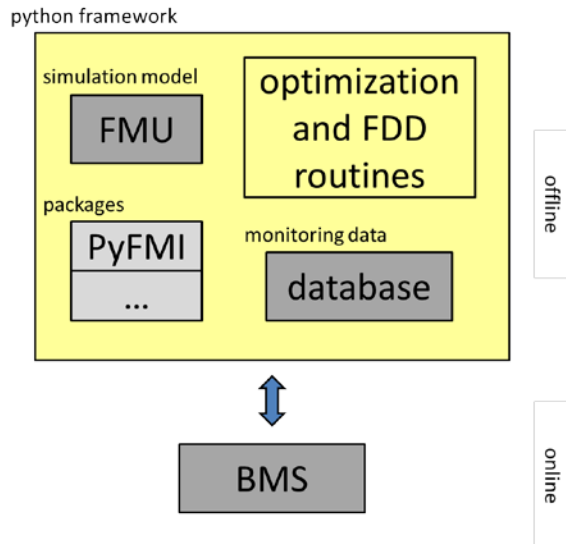 python framework
simulation model
FMU
optimization
and FDD
routines
packages
PyFMI
...
monitoring data
database
offline
BMS
online